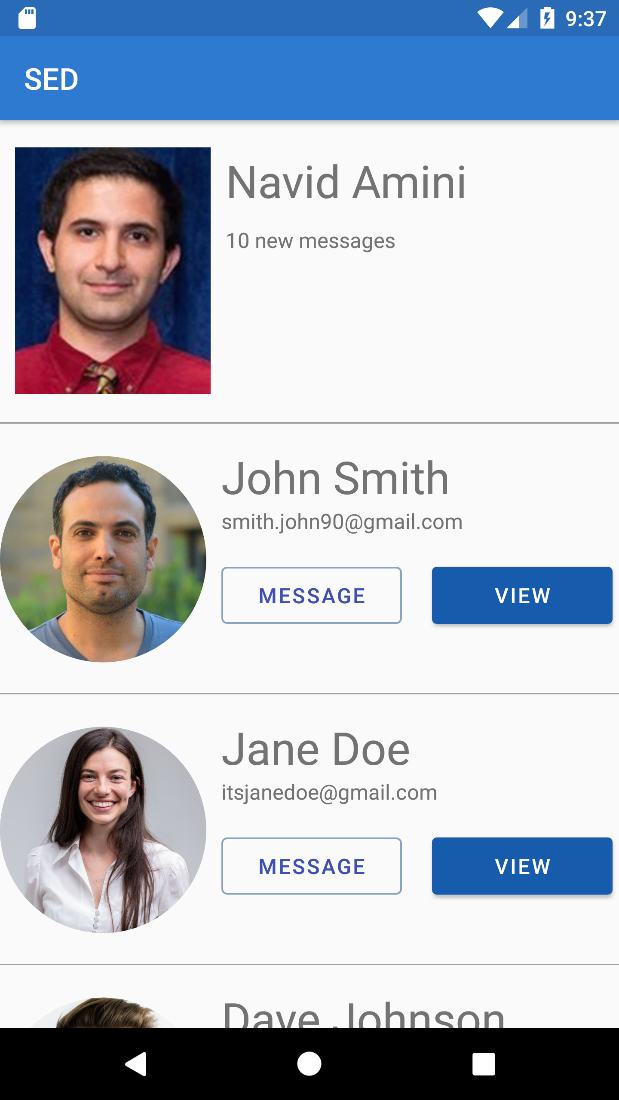 9:37
SED
Navid Amini
10 new messages
John Smith
smith.john90@gmail.com
MESSAGE VIEW
Jane Doe
itsjanedoe@gmail.com
MESSAGE VIEW
Dave Johnson